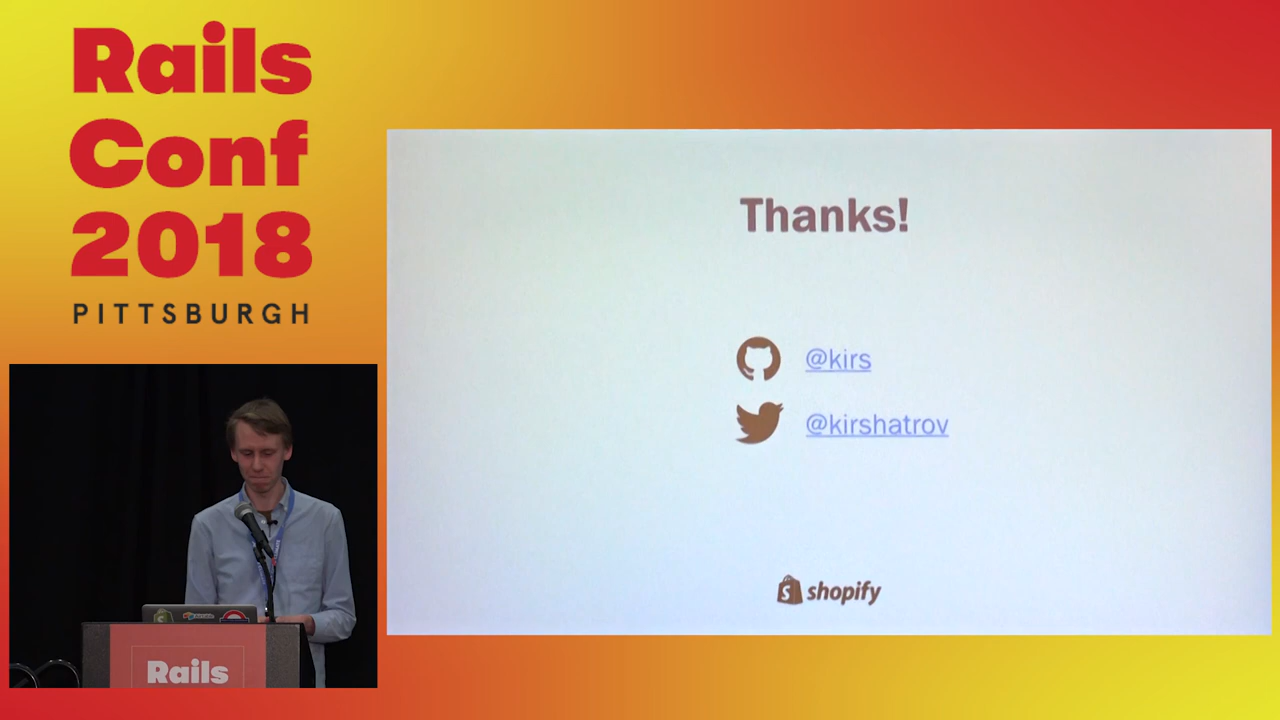 Rails
Conf
2018
PITTSBURGH
Thanks!
@kirs
@kirshatrov
shopify
Rails